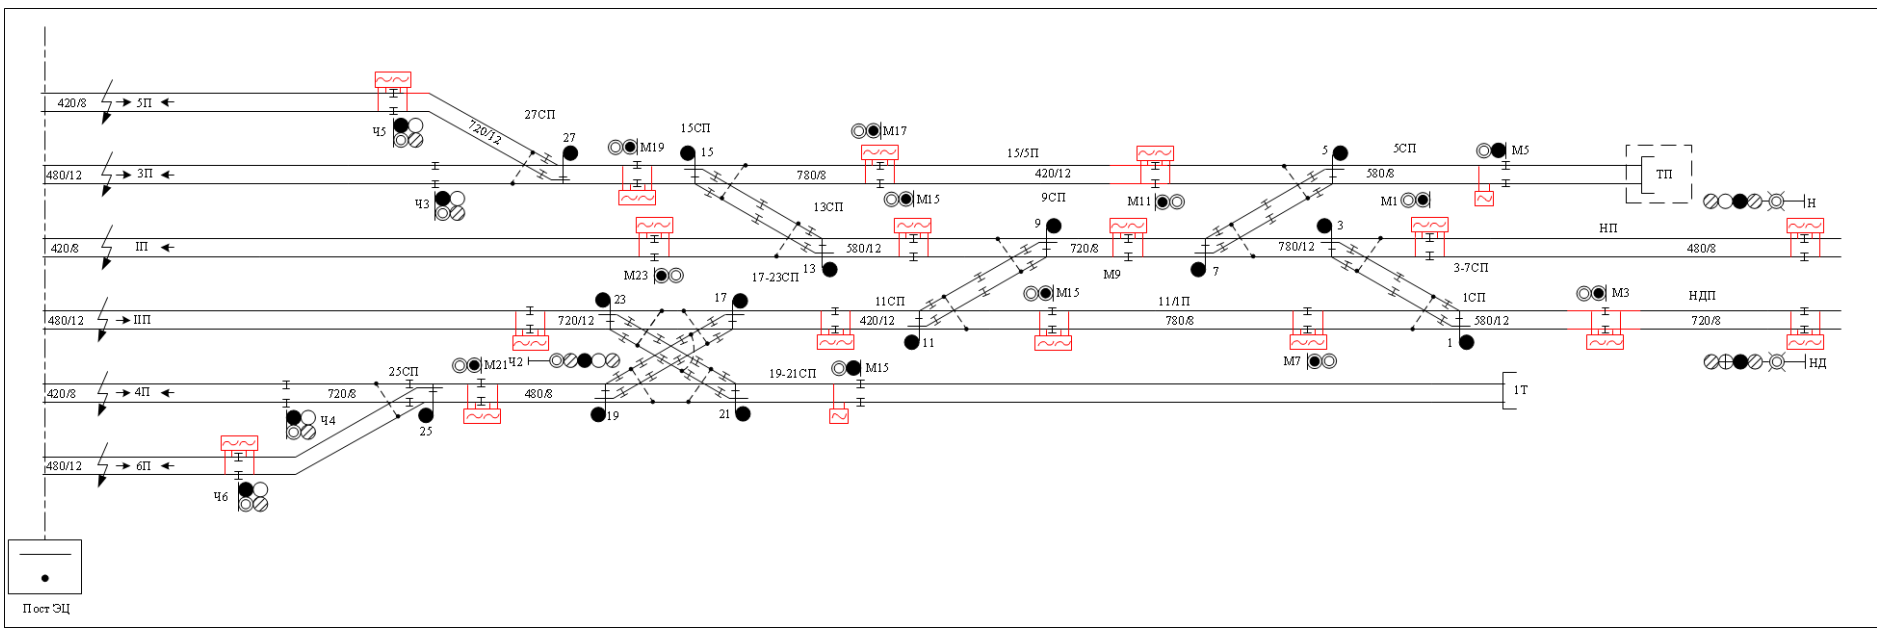 420/8 5П
Ч5
720/12
27СП
27
М19
15СП
15
М17
15/5П
5
5СП
М5
480/12 3П
Ч3
780/8
М15
420/12
М11
580/8
ТП
М1
Н
13СП
9СП
9
3
НП
420/8 IП
М23
17-23СП
13
580/12
720/8
М9
7
780/12
3-7СП
480/8
480/12 IIП
720/12
23
17
11СП
420/12
11
М15
11/1П
780/8
1СП
580/12
1
М3
НДП
720/8
Ч2
М21
25СП
19-21СП
М15
М7
НД
420/8 4П
720/8
Ч4
25
480/8
19
21
1Т
480/12 6П
Ч6
Пост ЭЦ